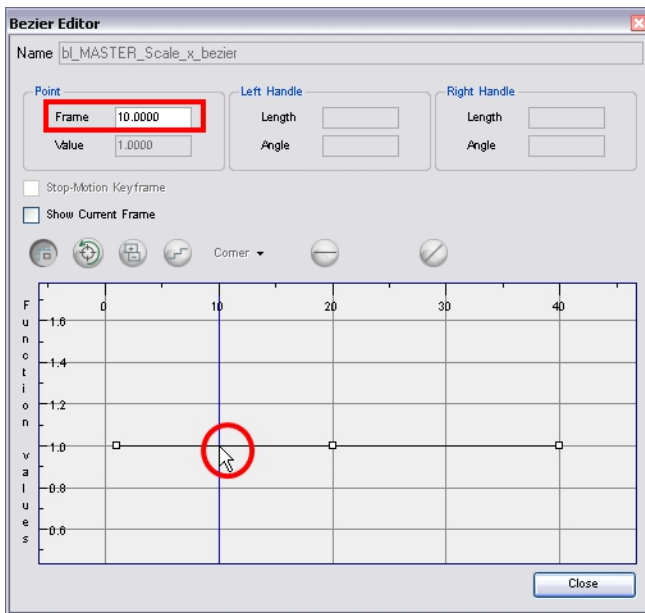 Bezier Editor
Name bl_MASTER_Scale_x_bezier
Point
Left Handle
Right Handle
Frame 10.0000
Length
Length
Value 1.0000
Angle
Angle
Stop-Motion Keyframe
Show Current Frame
Corner
Function values
0 10 20 30 40
1.6
1.4
1.2
1.0
0.8
0.6
Close